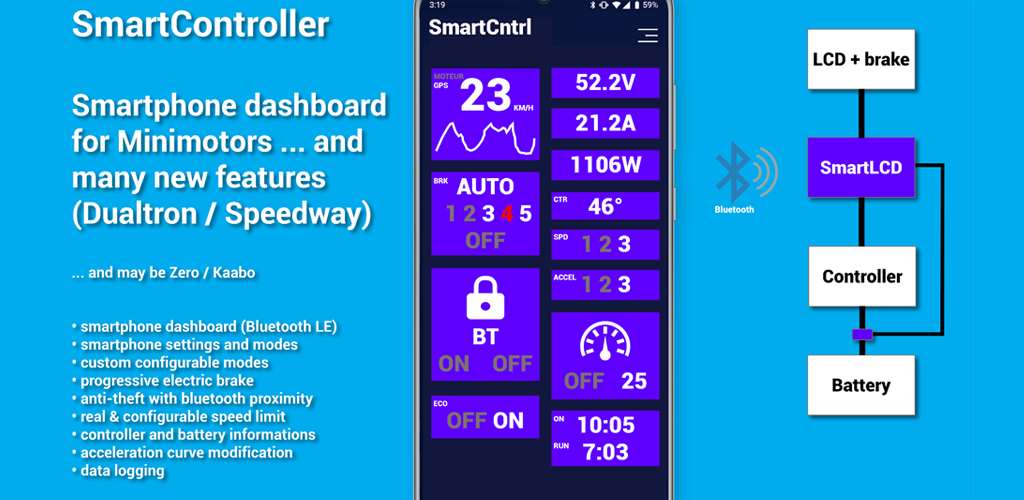 SmartController
Smartphone dashboard
for Minimotors ... and
many new features
(Dualtron / Speedway)
... and may be Zero / Kaabo
• smartphone dashboard (Bluetooth LE)
• smartphone settings and modes
• custom configurable modes
• progressive electric brake
• anti-theft with bluetooth proximity
• real & configurable speed limit
• controller and battery informations
• acceleration curve modification
• data logging
3:19
59%
SmartCntrl
MOTEUR
GPS
23 KM/H
BRK
AUTO
1 2 3 4 5
OFF
BT
ON OFF
ECO
OFF ON
52.2V
21.2A
1106W
CTR 46°
SPD 1 2 3
ACCEL 1 2 3
OFF 25
ON 10:05
RUN 7:03
Bluetooth
LCD + brake
SmartLCD
Controller
Battery